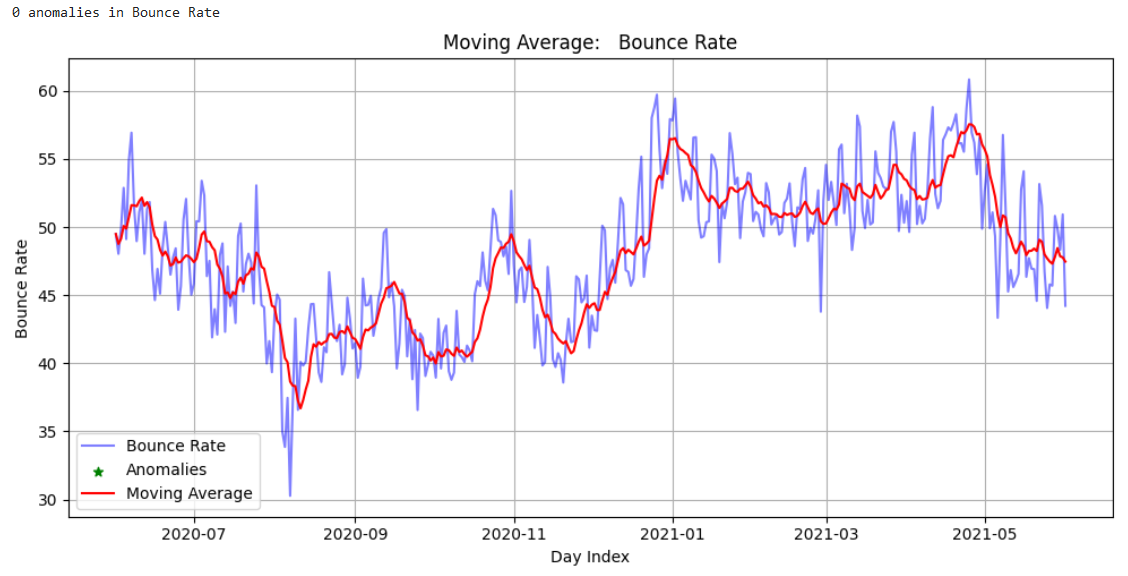 0 anomalies in Bounce Rate
Moving Average:   Bounce Rate
60
55
50
45
40
35
30
Bounce Rate
Bounce Rate
Anomalies
Moving Average
2020-07 2020-09 2020-11 2021-01 2021-03 2021-05
Day Index